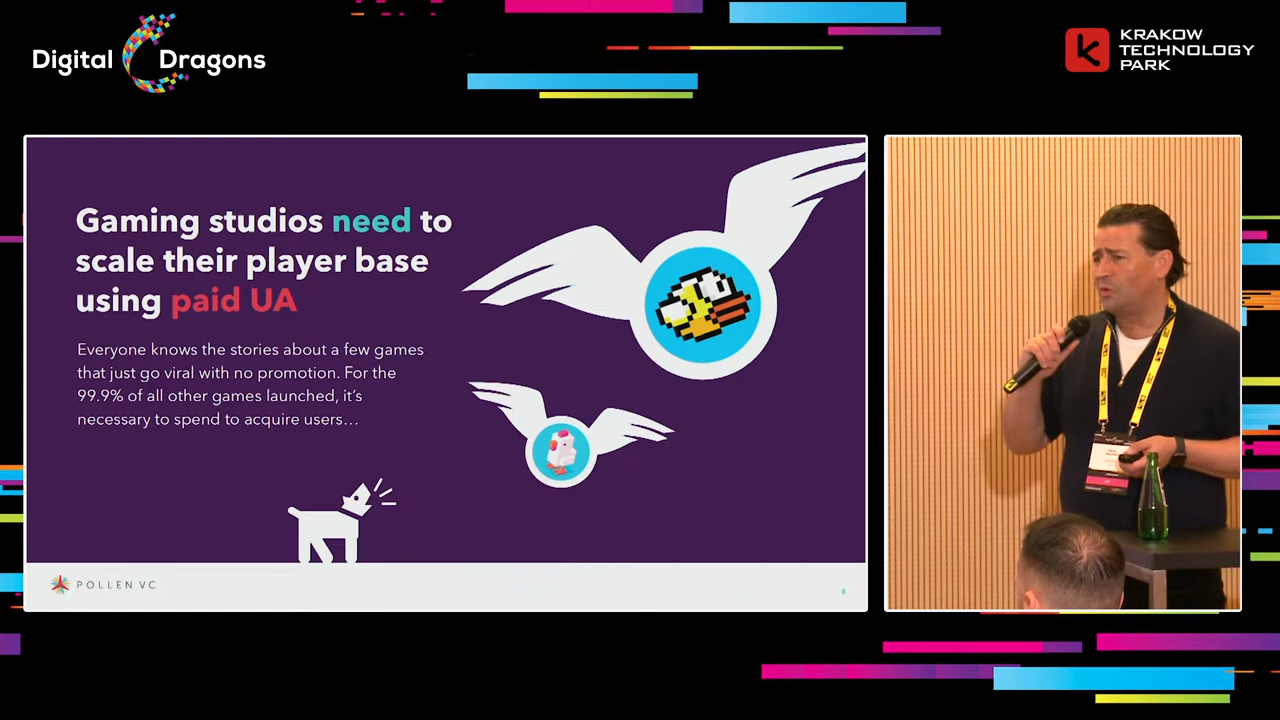 Digital Dragons
KRAKOW
TECHNOLOGY
PARK
Gaming studios need to
scale their player base
using paid UA
Everyone knows the stories about a few games
that just go viral with no promotion. For the
99.9% of all other games launched, it's
necessary to spend to acquire users…
POLLEN VC
8